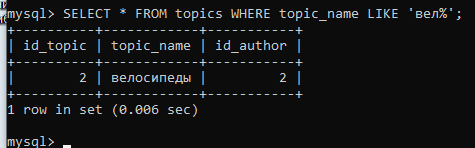 mysql> SELECT * FROM topics WHERE topic_name LIKE 'вел%';
+----------+------------+-----------+
| id_topic | topic_name | id_author |
+----------+------------+-----------+
|        2 | велосипеды |         2 |
+----------+------------+-----------+
1 row in set (0.006 sec)
mysql>